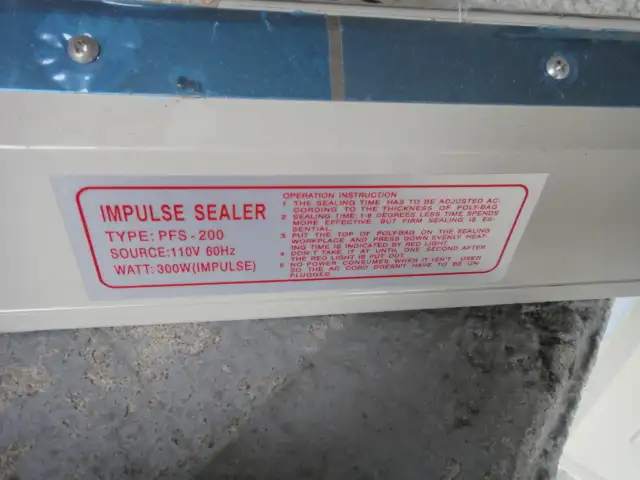 IMPULSE SEALER
TYPE: PFS-200
SOURCE:110V 60Hz
WATT: 300W(IMPULSE)
OPERATION INSTRUCTION
1 THE SEALING TIME HAS TO BE ADJUSTED AC-
CORDING TO THE THICKNESS OF POLY-BAG
2 SEALING TIME 1-8 DEGREES LESS TIME SPENDS
MORE EFFECTIVE. BUT FIRM SEALING IS ES-
SENTIAL.
3 PUT THE TOP OF POLY-BAG ON THE SEALING
WORKPLACE AND PRESS DOWN EVENLY HEAT-
ING TIME IS INDICATED BY RED LIGHT.
4 DON'T TAKE IF AT UNTIL ONE SECOND AFTER
THE RED LIGHT IS PUT OUT.
5 NO POWER CONSUMES WHEN IT ISN'T USED
SO THE AC CORD DOESN'T HAVE TO BE UN-
PLUGGED